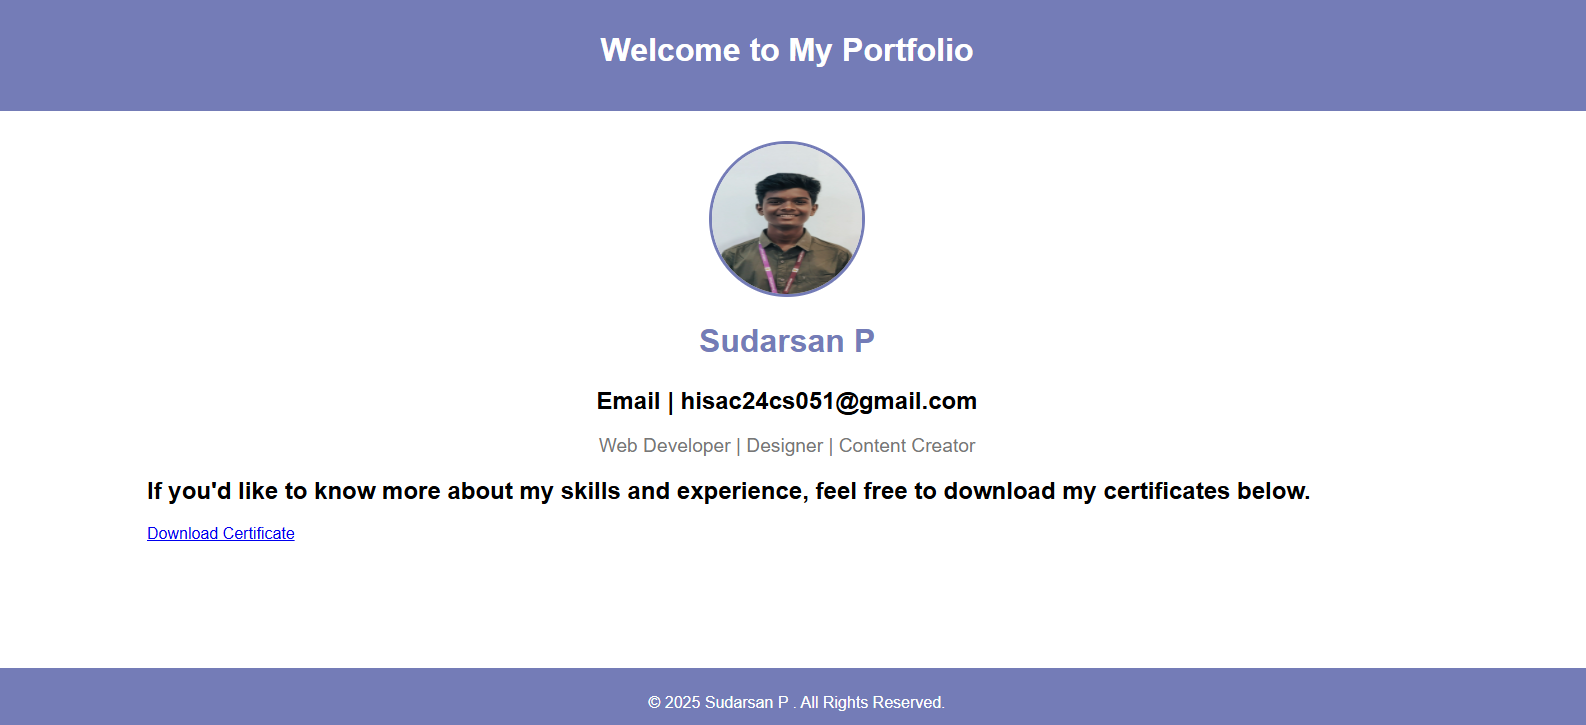 Welcome to My Portfolio
Sudarsan P
Email | hisac24cs051@gmail.com
Web Developer | Designer | Content Creator
If you'd like to know more about my skills and experience, feel free to download my certificates below.
Download Certificate
© 2025 Sudarsan P . All Rights Reserved.